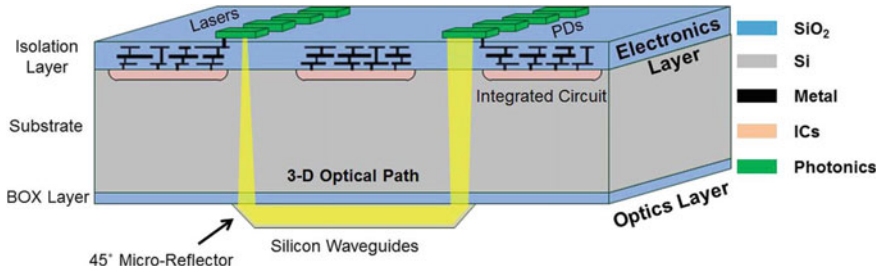 Lasers
PDs
Isolation
Layer
Electronics
Layer
Integrated Circuit
Substrate
3-D Optical Path
BOX Layer
Optics Layer
Silicon Waveguides
45° Micro-Reflector
SiO₂
Si
Metal
ICs
Photonics